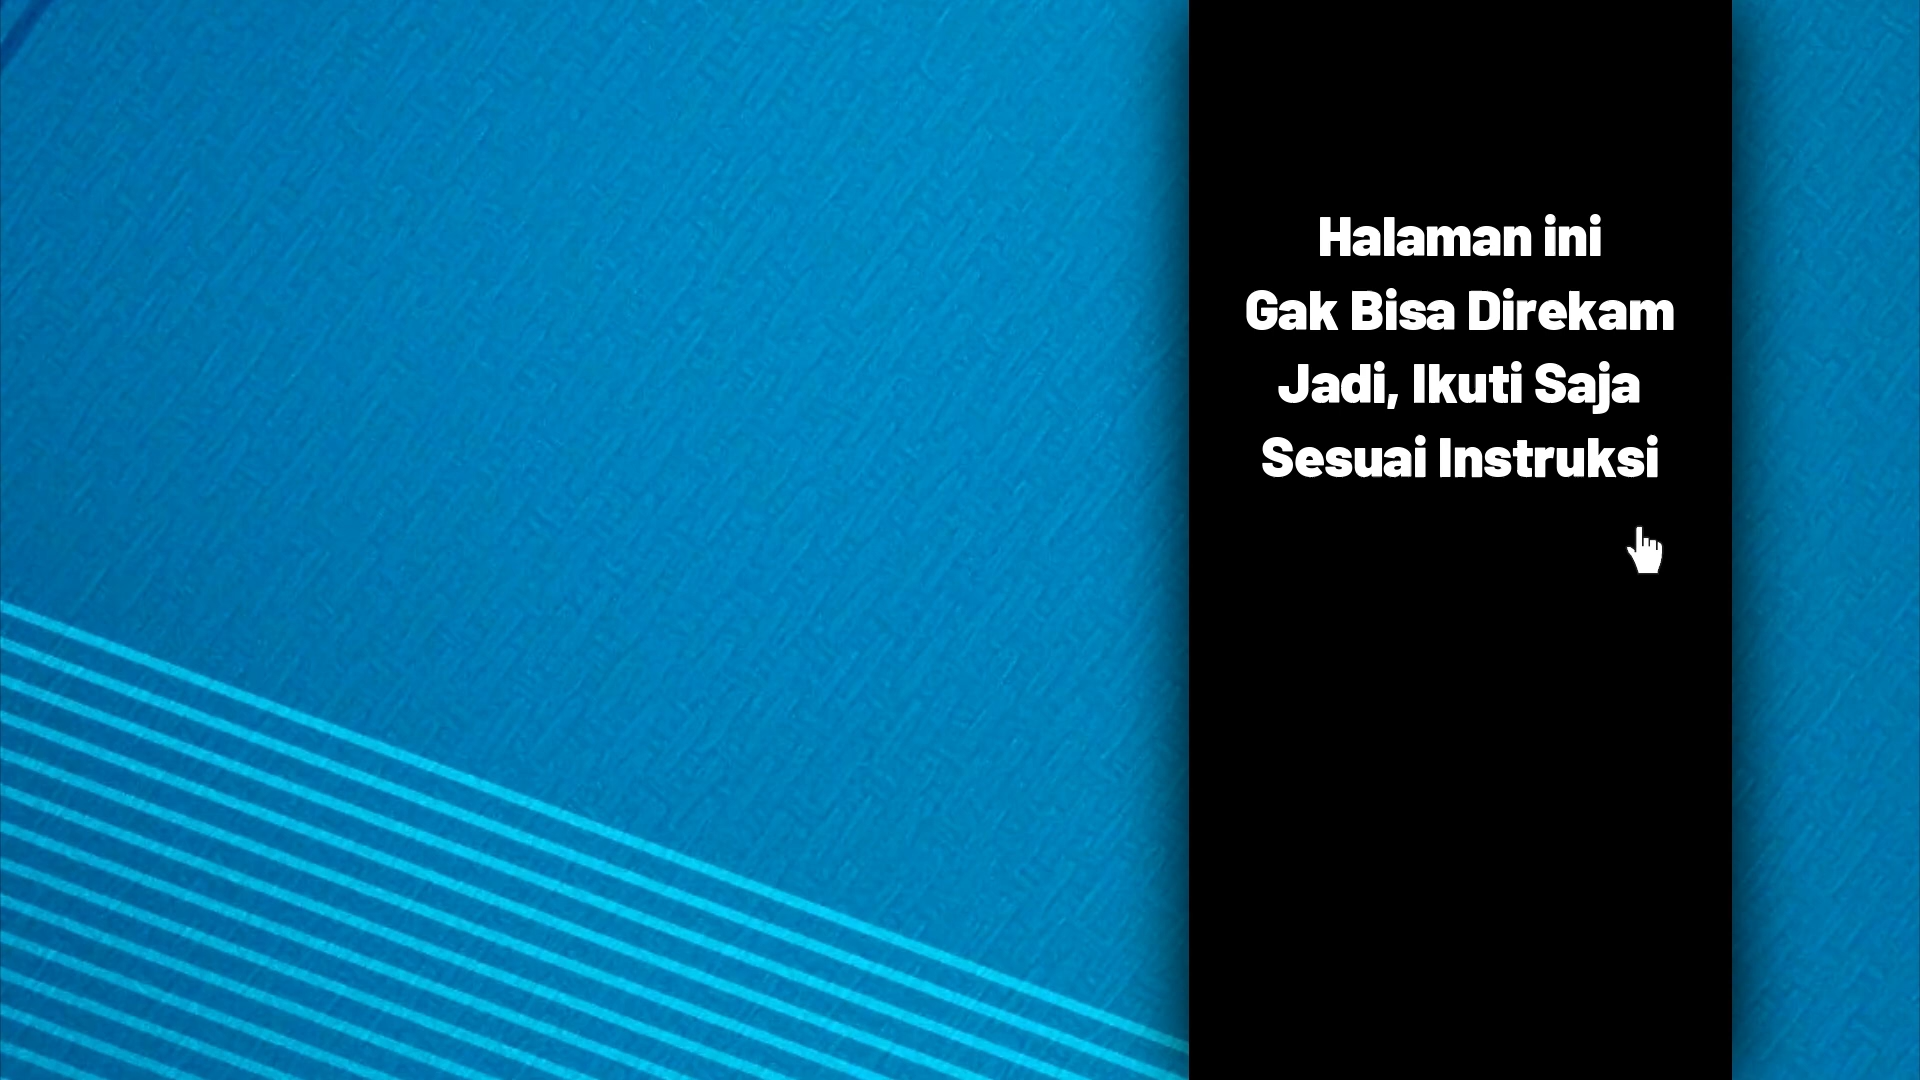 Halaman ini
Gak Bisa Direkam
Jadi, Ikuti Saja
Sesuai Instruksi